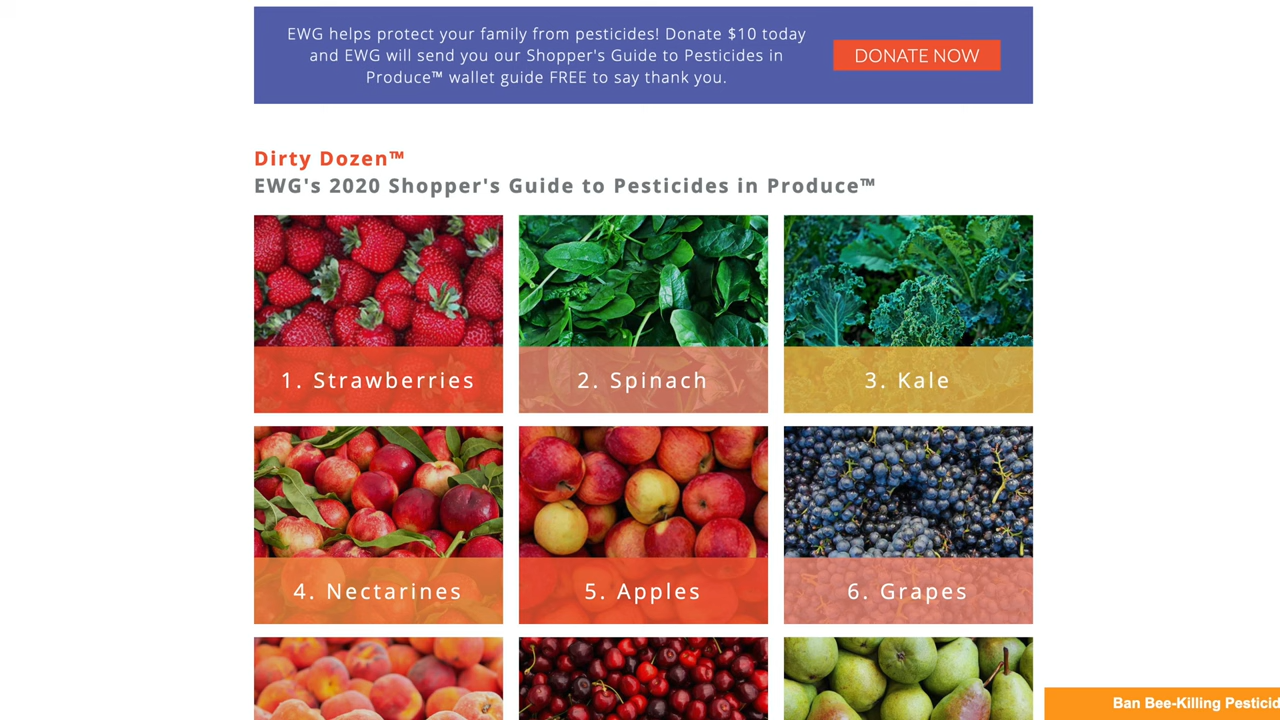 EWG helps protect your family from pesticides! Donate $10 today
and EWG will send you our Shopper's Guide to Pesticides in
Produce™ wallet guide FREE to say thank you.
DONATE NOW
Dirty Dozen™
EWG's 2020 Shopper's Guide to Pesticides in Produce™
1. Strawberries
2. Spinach
3. Kale
4. Nectarines
5. Apples
6. Grapes
Ban Bee-Killing Pesticid